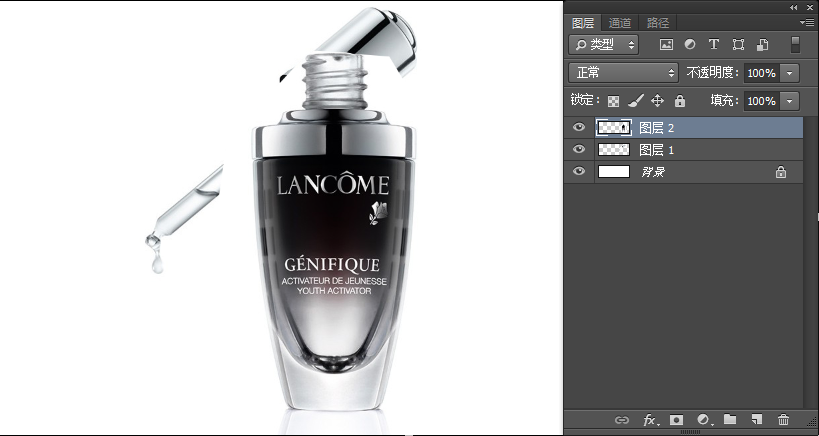 LANCÔME
GÉNIFIQUE
ACTIVATEUR DE JEUNESSE
YOUTH ACTIVATOR
图层 通道 路径
类型
正常 不透明度: 100%
锁定: 填充: 100%
图层 2
图层 1
背景
fx